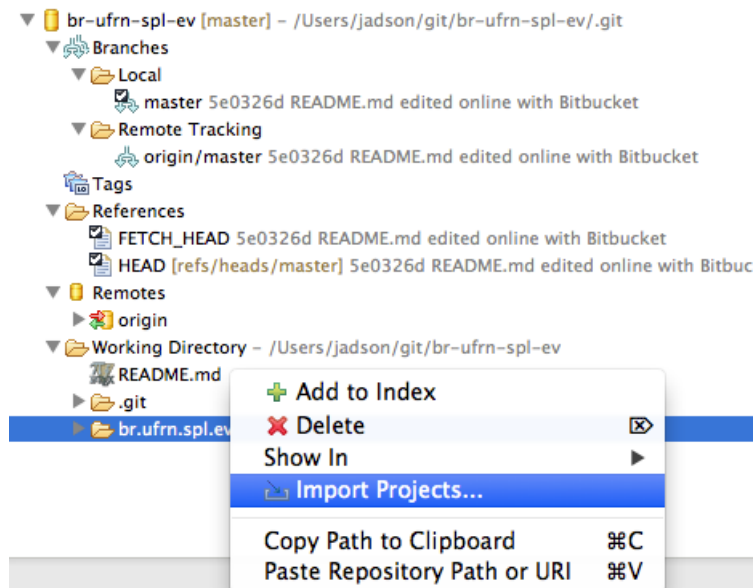 br-ufrn-spl-ev [master] – /Users/jadson/git/br-ufrn-spl-ev/.git
Branches
Local
master 5e0326d README.md edited online with Bitbucket
Remote Tracking
origin/master 5e0326d README.md edited online with Bitbucket
Tags
References
FETCH_HEAD 5e0326d README.md edited online with Bitbucket
HEAD [refs/heads/master] 5e0326d README.md edited online with Bitbuc
Remotes
origin
Working Directory – /Users/jadson/git/br-ufrn-spl-ev
README.md
.git
br.ufrn.spl.ev
Add to Index
Delete
Show In
Import Projects...
Copy Path to Clipboard ⌘C
Paste Repository Path or URI ⌘V